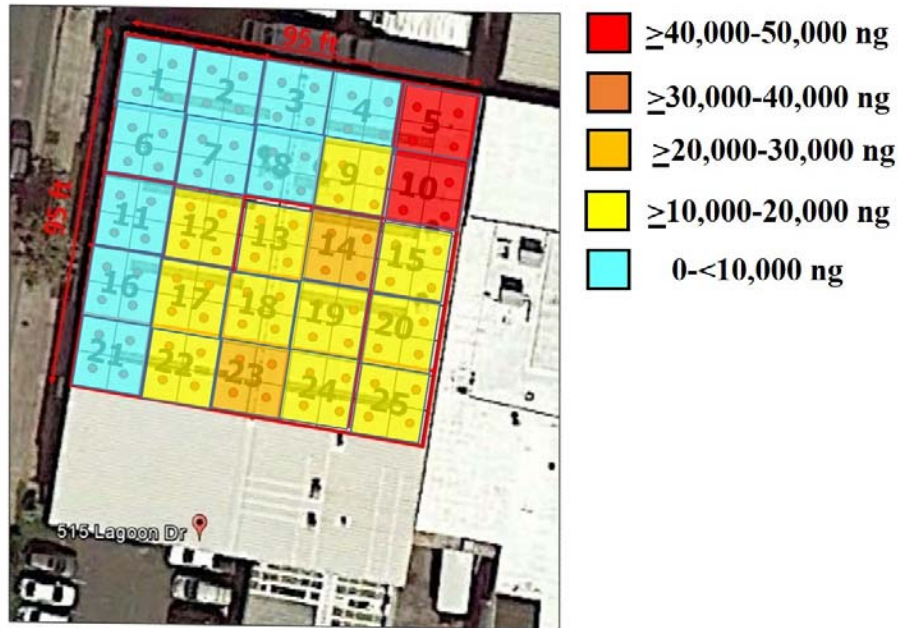 95 ft
95 ft
1 2 3 4 5
6 7 8 9 10
11 12 13 14 15
16 17 18 19 20
21 22 23 24 25
515 Lagoon Dr
≥40,000-50,000 ng
≥30,000-40,000 ng
≥20,000-30,000 ng
≥10,000-20,000 ng
0-<10,000 ng